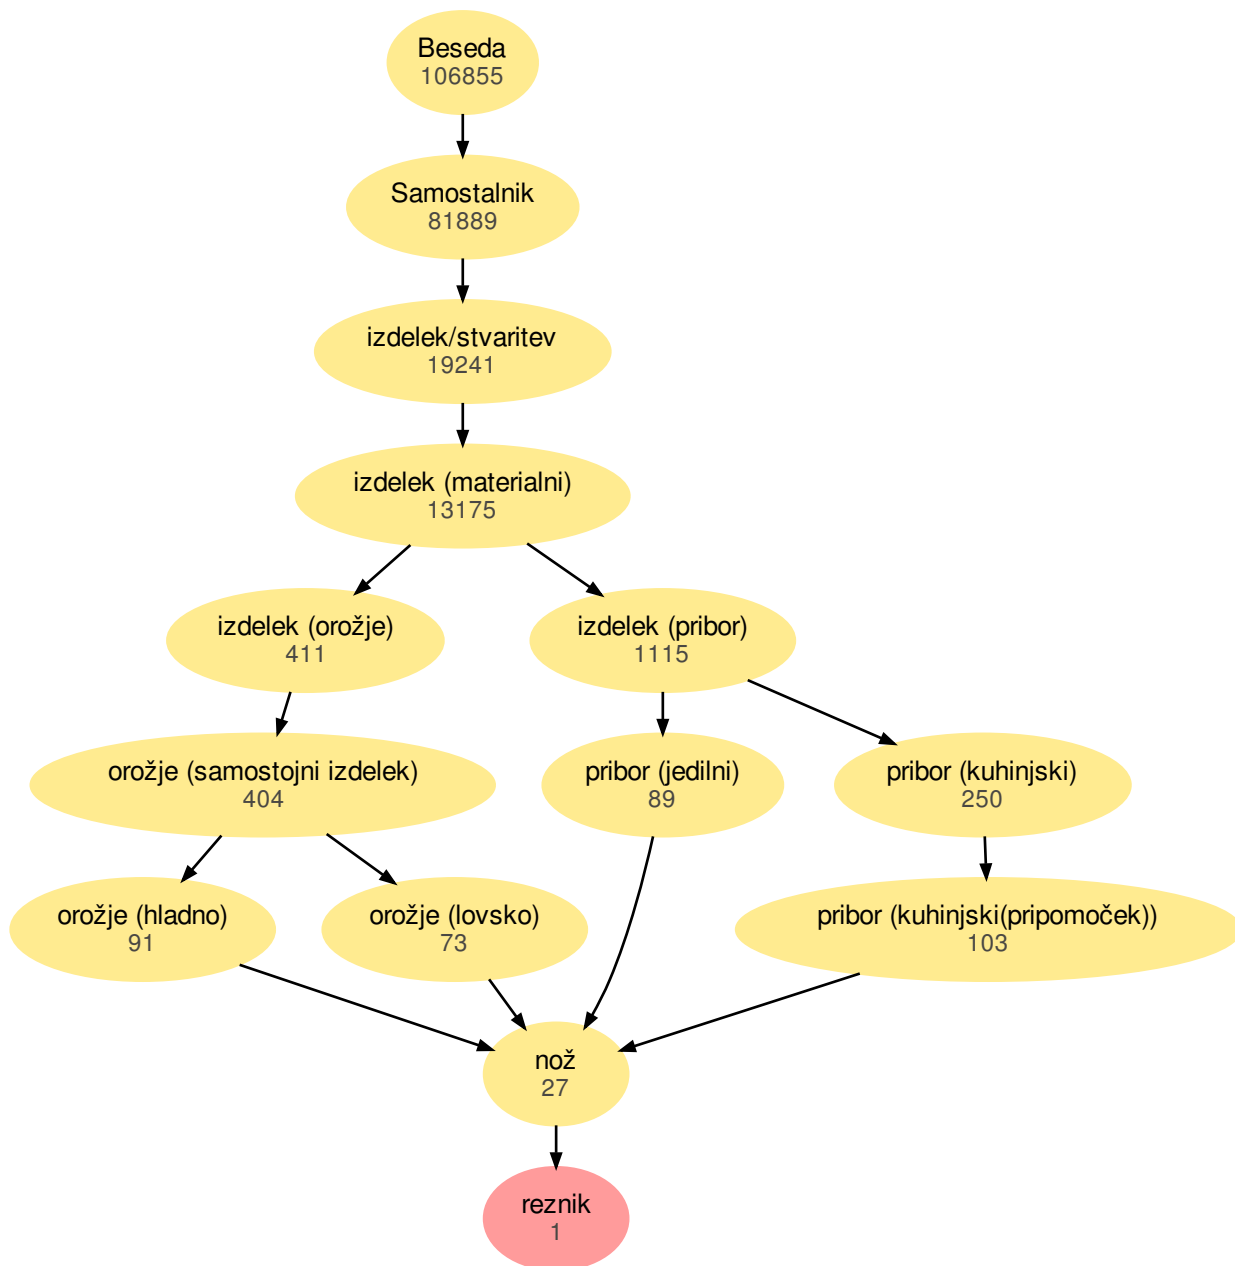 Beseda
106855
Samostalnik
81889
izdelek/stvaritev
19241
izdelek (materialni)
13175
izdelek (orožje)
411
izdelek (pribor)
1115
orožje (samostojni izdelek)
404
pribor (jedilni)
89
pribor (kuhinjski)
250
orožje (hladno)
91
orožje (lovsko)
73
pribor (kuhinjski(pripomoček))
103
nož
27
reznik
1